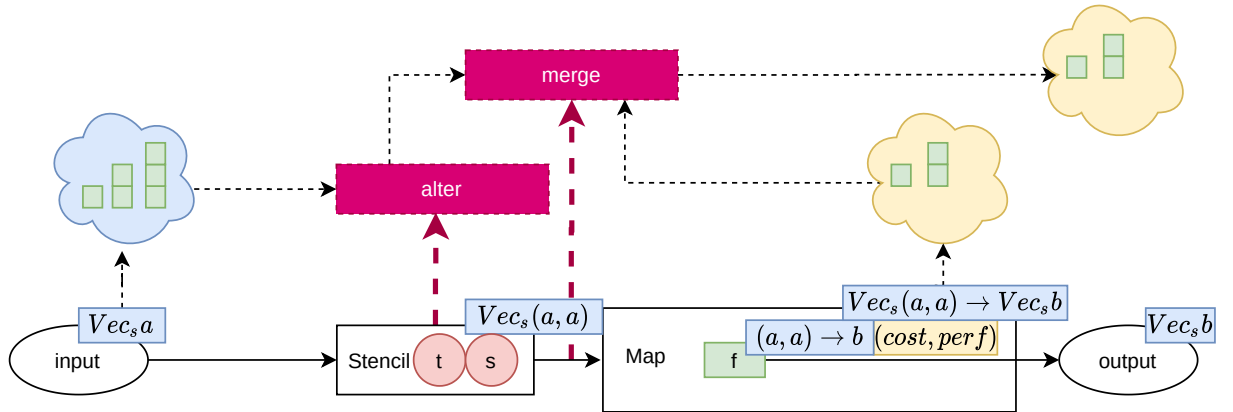 merge
alter
Vec_s a
input
Stencil
t
s
Vec_s(a, a)
Map
f
(a, a) → b
(cost, perf)
Vec_s(a, a) → Vec_s b
output
Vec_s b